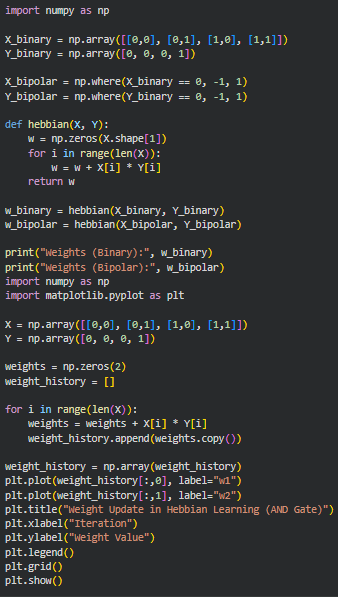 import numpy as np

X_binary = np.array([[0,0], [0,1], [1,0], [1,1]])
Y_binary = np.array([0, 0, 0, 1])

X_bipolar = np.where(X_binary == 0, -1, 1)
Y_bipolar = np.where(Y_binary == 0, -1, 1)

def hebbian(X, Y):
    w = np.zeros(X.shape[1])
    for i in range(len(X)):
        w = w + X[i] * Y[i]
    return w

w_binary = hebbian(X_binary, Y_binary)
w_bipolar = hebbian(X_bipolar, Y_bipolar)

print("Weights (Binary):", w_binary)
print("Weights (Bipolar):", w_bipolar)
import numpy as np
import matplotlib.pyplot as plt

X = np.array([[0,0], [0,1], [1,0], [1,1]])
Y = np.array([0, 0, 0, 1])

weights = np.zeros(2)
weight_history = []

for i in range(len(X)):
    weights = weights + X[i] * Y[i]
    weight_history.append(weights.copy())

weight_history = np.array(weight_history)
plt.plot(weight_history[:,0], label="w1")
plt.plot(weight_history[:,1], label="w2")
plt.title("Weight Update in Hebbian Learning (AND Gate)")
plt.xlabel("Iteration")
plt.ylabel("Weight Value")
plt.legend()
plt.grid()
plt.show()